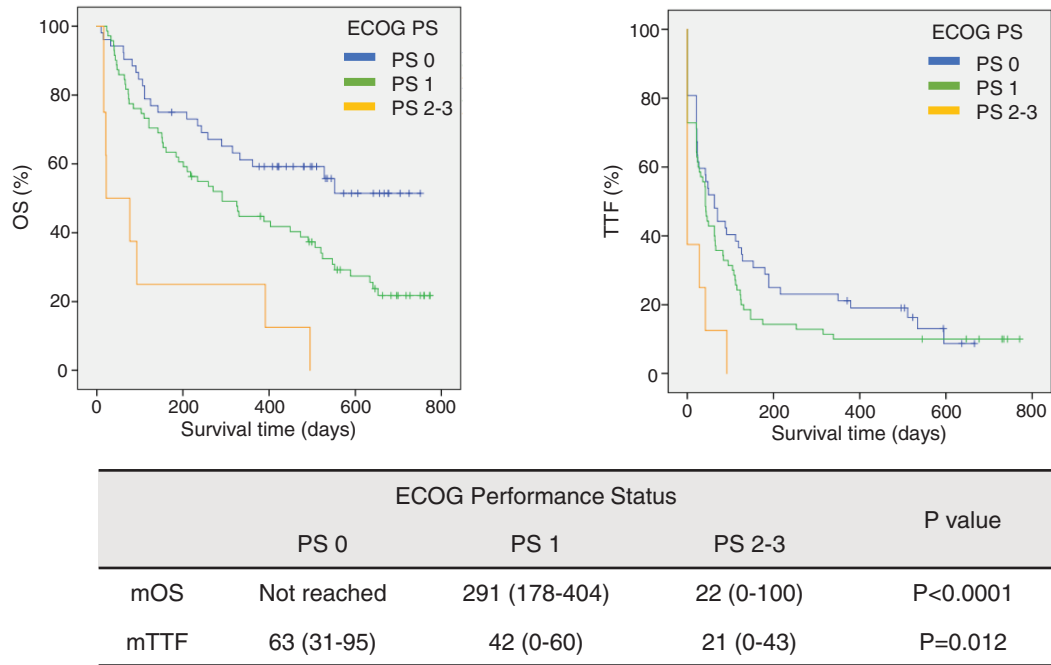 ECOG PS
PS 0
PS 1
PS 2-3
100
80
60
40
20
0
OS (%)
0 200 400 600 800
Survival time (days)
ECOG PS
PS 0
PS 1
PS 2-3
100
80
60
40
20
0
TTF (%)
0 200 400 600 800
Survival time (days)
ECOG Performance Status
P value
PS 0 PS 1 PS 2-3
mOS Not reached 291 (178-404) 22 (0-100) P<0.0001
mTTF 63 (31-95) 42 (0-60) 21 (0-43) P=0.012